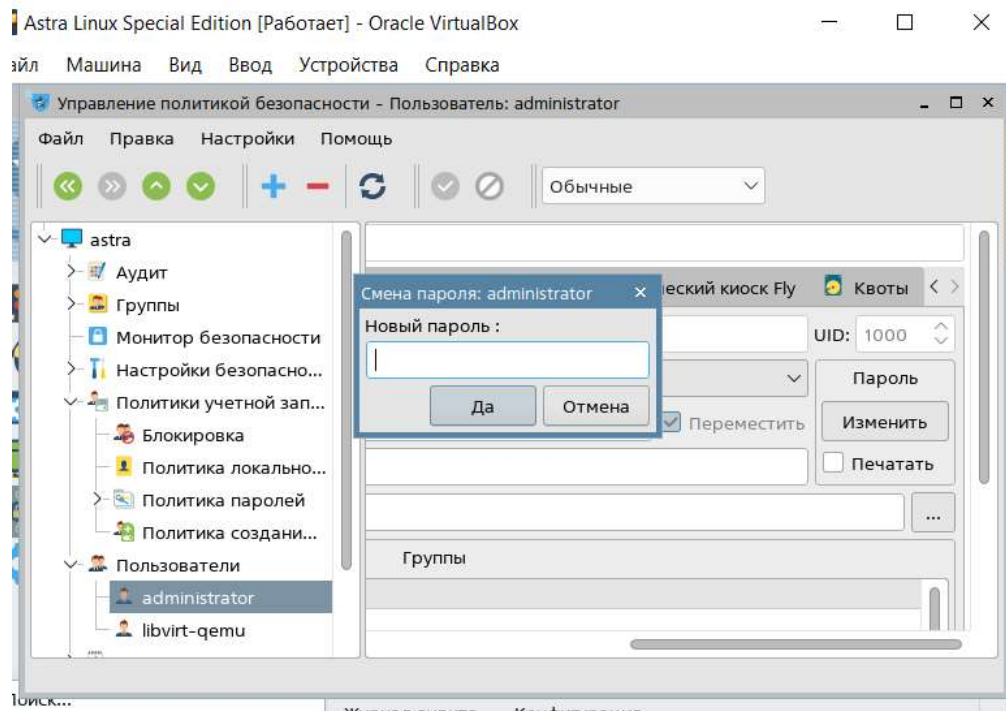 Astra Linux Special Edition [Работает] - Oracle VirtualBox
айл Машина Вид Ввод Устройства Справка
Управление политикой безопасности – Пользователь: administrator
Файл Правка Настройки Помощь
Обычные
astra
Аудит
Группы
Монитор безопасности
Настройки безопасно...
Политики учетной зап...
Блокировка
Политика локально...
Политика паролей
Политика создани...
Пользователи
administrator
libvirt-qemu
еский киоск Fly Квоты
Смена пароля: administrator
Новый пароль :
Да Отмена
UID: 1000
Пароль
Переместить
Изменить
Печатать
...
Группы
Поиск...